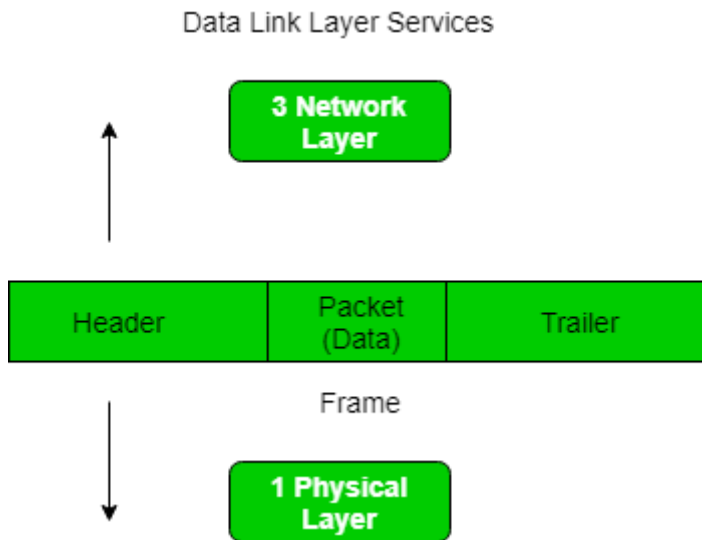 Data Link Layer Services
3 Network
Layer
Header
Packet
(Data)
Trailer
Frame
1 Physical
Layer